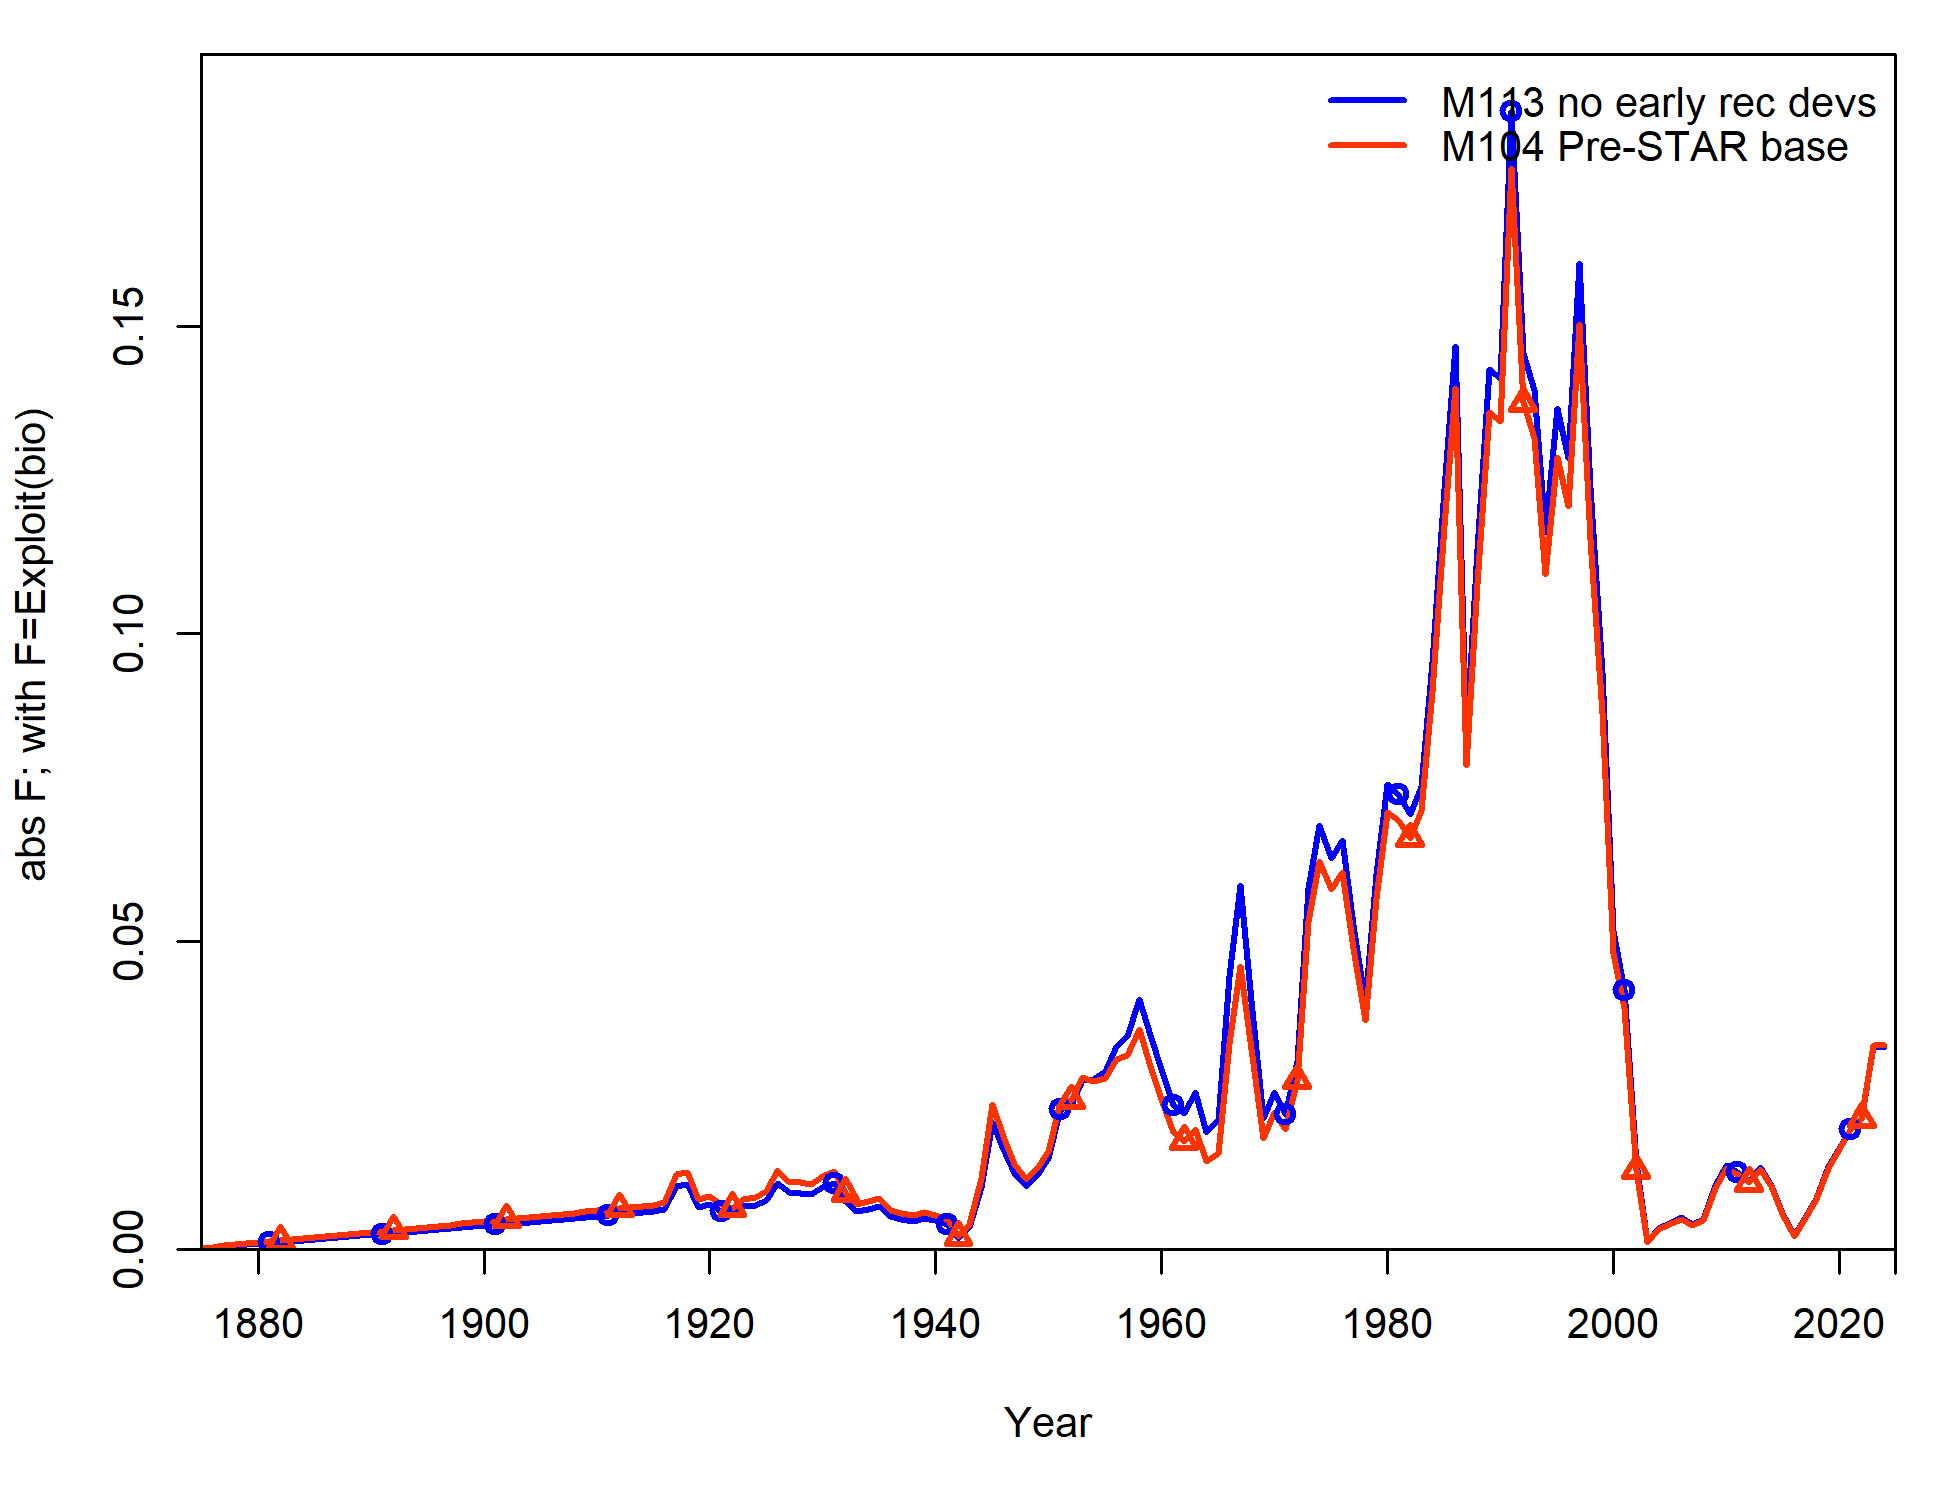 M113 no early rec devs
M104 Pre-STAR base
abs F; with F=Exploit(bio)
0.15
0.10
0.05
0.00
1880 1900 1920 1940 1960 1980 2000 2020
Year